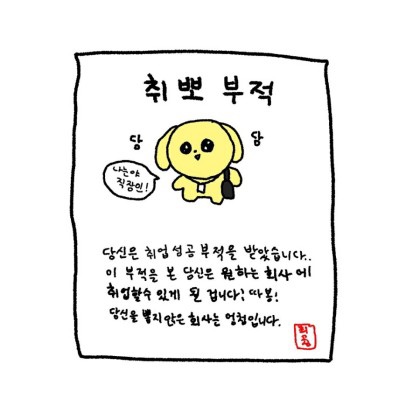 취뽀 부적
당 당
나는야
직장인!
당신은 취업 성공 부적을 받았습니다..
이 부적을 본 당신은 원하는 회사에
취업할수 있게 된 겁니다; 따봉!
당신을 뽑지안은 회사는 멍청입니다.